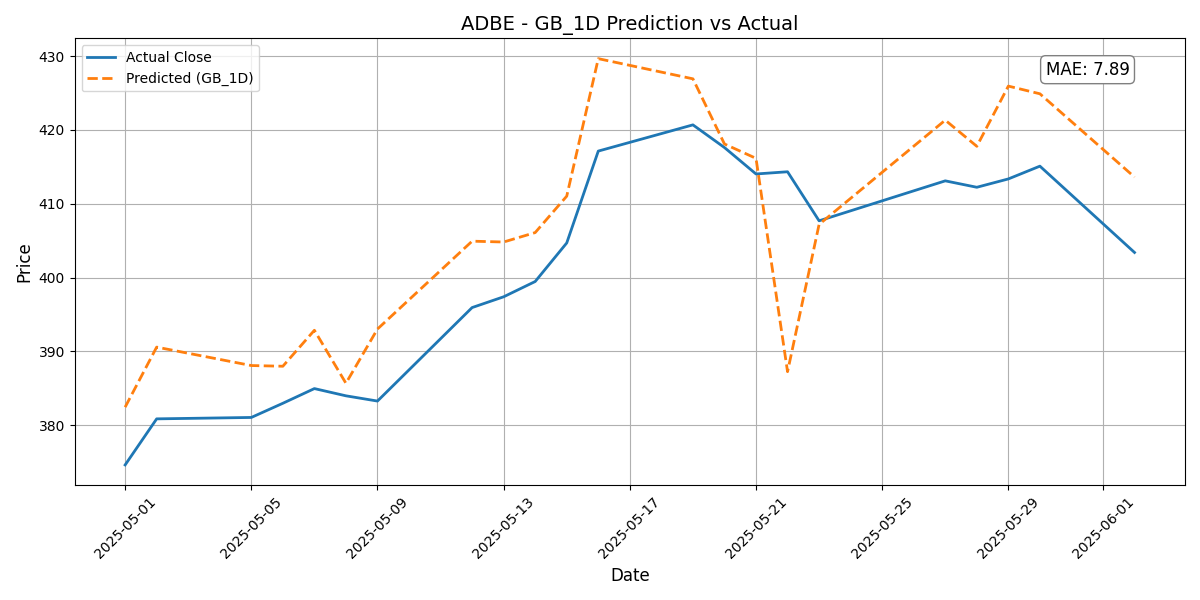 ADBE - GB_1D Prediction vs Actual
Actual Close
Predicted (GB_1D)
MAE: 7.89
Price
430
420
410
400
390
380
2025-05-01
2025-05-05
2025-05-09
2025-05-13
2025-05-17
2025-05-21
2025-05-25
2025-05-29
2025-06-01
Date